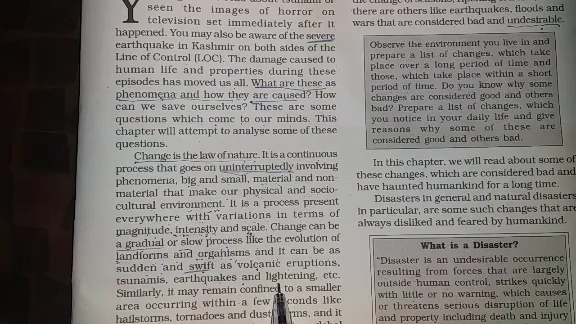 seen the images of horror on
television set immediately after it
happened. You may also be aware of the severe
earthquake in Kashmir on both sides of the
Line of Control (LOC). The damage caused to
human life and properties during these
episodes has moved us all. What are these as
phenomena and how they are caused? How
can we save ourselves? These are some
questions which come to our minds. This
chapter will attempt to analyse some of these
questions.
Change is the law of nature. It is a continuous
process that goes on uninterruptedly involving
phenomena, big and small, material and non-
material that make our physical and socio-
cultural environment. It is a process present
everywhere with variations in terms of
magnitude, intensity and scale. Change can be
a gradual or slow process like the evolution of
landforms and organisms and it can be as
sudden and swift as volcanic eruptions,
tsunamis, earthquakes and lightening, etc.
Similarly, it may remain confined to a smaller
area occurring within a few seconds like
hailstorms, tornados and dust storms, and it
there are others like earthquakes, floods and
wars that are considered bad and undesirable.
Observe the environment you live in and
prepare a list of changes, which take
place over a long period of time and
those, which take place within a short
period of time. Do you know why some
changes are considered good and others
bad? Prepare a list of changes, which
you notice in your daily life and give
reasons why some of these are
considered good and others bad.
In this chapter, we will read about some of
these changes, which are considered bad and
have haunted humankind for a long time.
Disasters in general and natural disasters
in particular, are some such changes that are
always disliked and feared by humankind.
What is a Disaster?
"Disaster is an undesirable occurrence
resulting from forces that are largely
outside human control, strikes quickly
with little or no warning, which causes
or threatens serious disruption of life
and property including death and injury